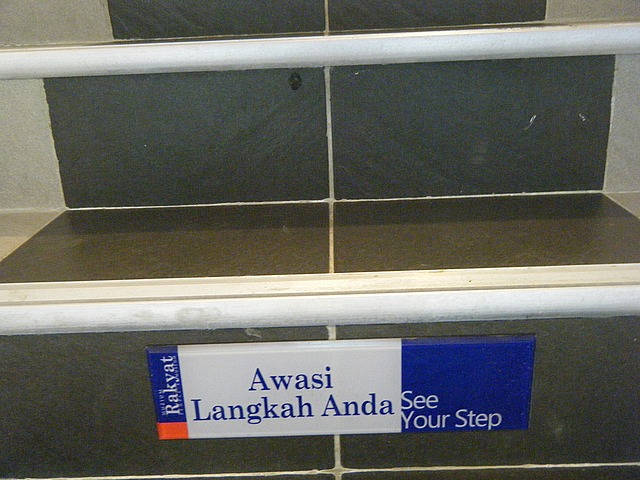 Rakyat
Awasi
Langkah Anda
See
Your Step